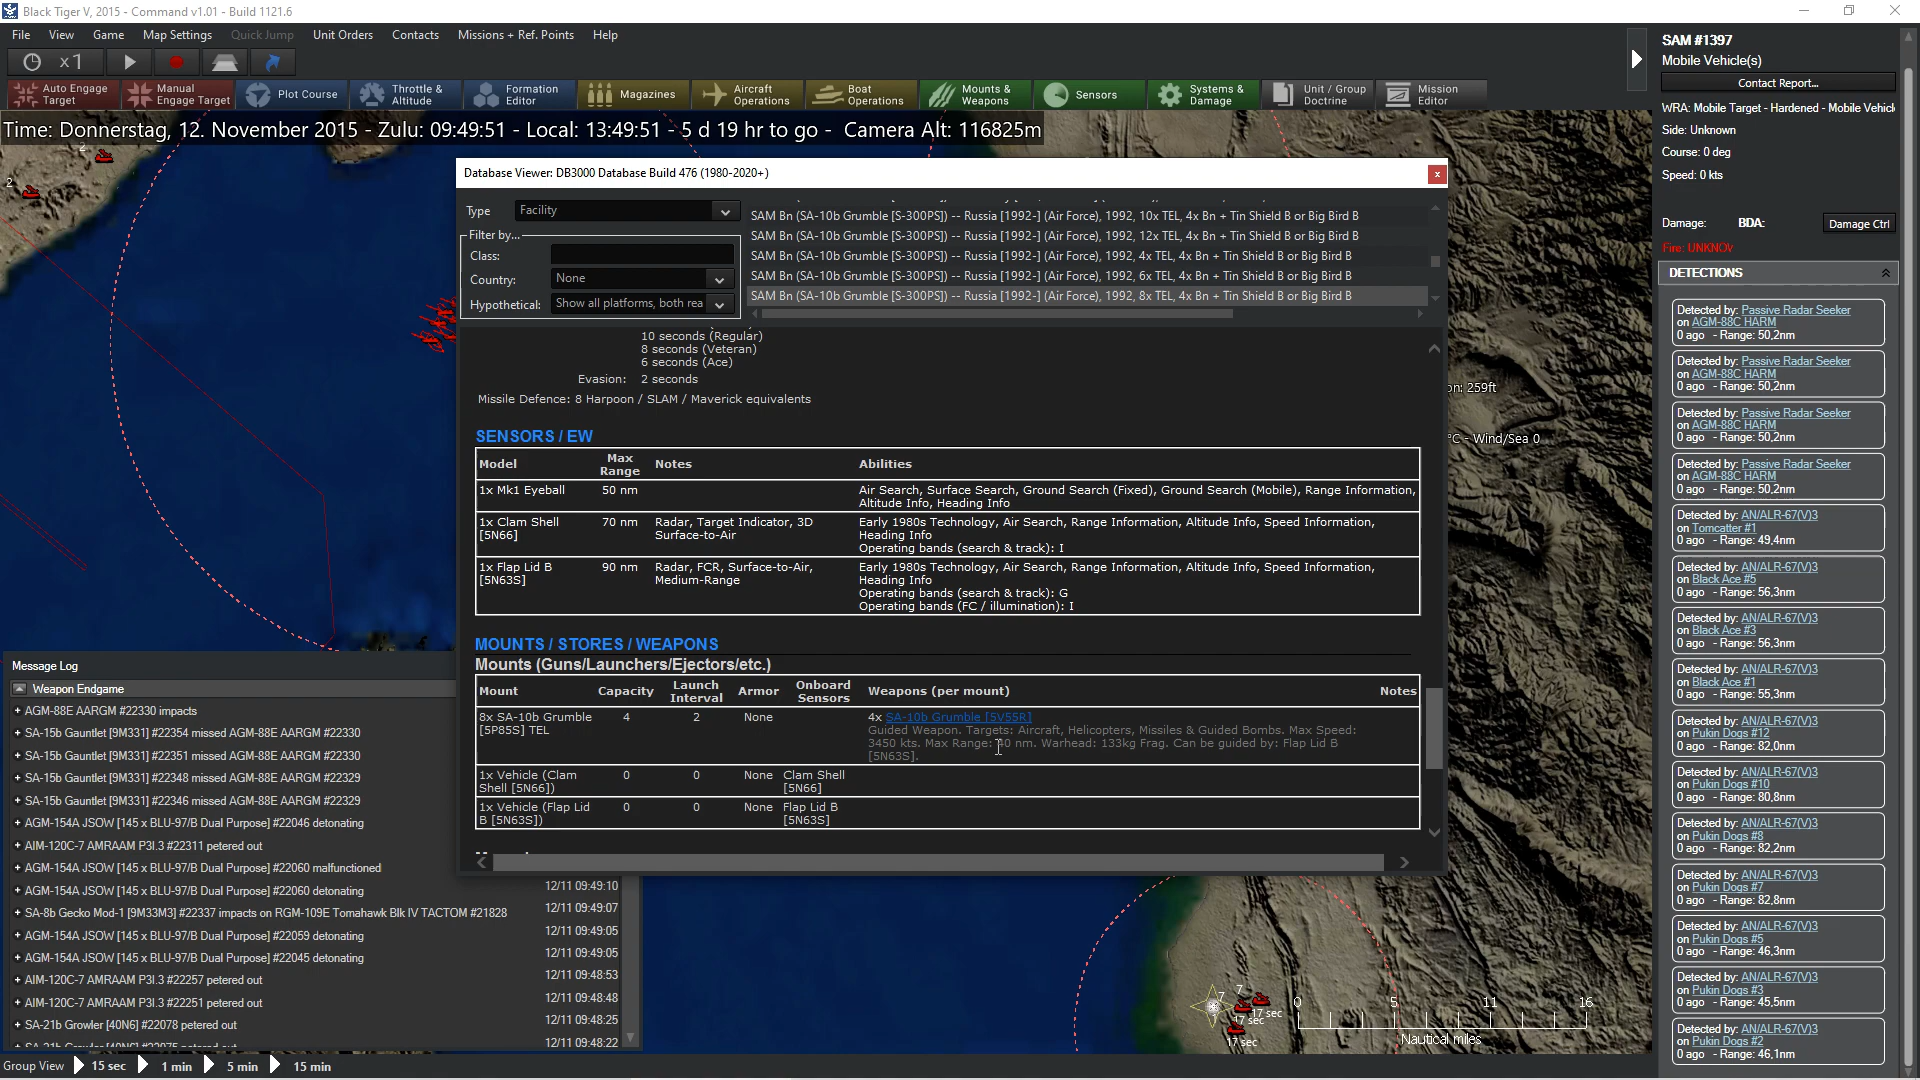 Black Tiger V, 2015 - Command v1.01 - Build 1121.6
File View Game Map Settings Quick Jump Unit Orders Contacts Missions + Ref. Points Help
x1
Auto Engage Target
Manual Engage Target
Plot Course
Throttle & Altitude
Formation Editor
Magazines
Aircraft Operations
Boat Operations
Mounts & Weapons
Sensors
Systems & Damage
Unit / Group Doctrine
Mission Editor
Time: Donnerstag, 12. November 2015 - Zulu: 09:49:51 - Local: 13:49:51 - 5 d 19 hr to go - Camera Alt: 116825m
2
2
Database Viewer: DB3000 Database Build 476 (1980-2020+)
Type Facility
Filter by...
Class:
Country: None
Hypothetical: Show all platforms, both rea
SAM Bn (SA-10b Grumble [S-300PS]) -- Russia [1992-] (Air Force), 1992, 10x TEL, 4x Bn + Tin Shield B or Big Bird B
SAM Bn (SA-10b Grumble [S-300PS]) -- Russia [1992-] (Air Force), 1992, 12x TEL, 4x Bn + Tin Shield B or Big Bird B
SAM Bn (SA-10b Grumble [S-300PS]) -- Russia [1992-] (Air Force), 1992, 4x TEL, 4x Bn + Tin Shield B or Big Bird B
SAM Bn (SA-10b Grumble [S-300PS]) -- Russia [1992-] (Air Force), 1992, 6x TEL, 4x Bn + Tin Shield B or Big Bird B
SAM Bn (SA-10b Grumble [S-300PS]) -- Russia [1992-] (Air Force), 1992, 8x TEL, 4x Bn + Tin Shield B or Big Bird B
10 seconds (Regular)
8 seconds (Veteran)
6 seconds (Ace)
Evasion: 2 seconds
Missile Defence: 8 Harpoon / SLAM / Maverick equivalents
SENSORS / EW
Model Max Range Notes Abilities
1x Mk1 Eyeball 50 nm Air Search, Surface Search, Ground Search (Fixed), Ground Search (Mobile), Range Information,
Altitude Info, Heading Info
1x Clam Shell 70 nm Radar, Target Indicator, 3D Early 1980s Technology, Air Search, Range Information, Altitude Info, Speed Information,
[5N66] Surface-to-Air Heading Info
Operating bands (search & track): I
1x Flap Lid B 90 nm Radar, FCR, Surface-to-Air, Early 1980s Technology, Air Search, Range Information, Altitude Info, Speed Information,
[5N63S] Medium-Range Heading Info
Operating bands (search & track): G
Operating bands (FC / illumination): I
MOUNTS / STORES / WEAPONS
Mounts (Guns/Launchers/Ejectors/etc.)
Mount Capacity Launch Interval Armor Onboard Sensors Weapons (per mount) Notes
8x SA-10b Grumble 4 2 None 4x SA-10b Grumble [5V55R]
[5P85S] TEL Guided Weapon. Targets: Aircraft, Helicopters, Missiles & Guided Bombs. Max Speed:
3450 kts. Max Range: 40 nm. Warhead: 133kg Frag. Can be guided by: Flap Lid B
[5N63S].
1x Vehicle (Clam 0 0 None Clam Shell
Shell [5N66]) [5N66]
1x Vehicle (Flap Lid 0 0 None Flap Lid B
B [5N63S]) [5N63S]
on: 259ft
°C - Wind/Sea 0
Message Log
Weapon Endgame
+ AGM-88E AARGM #22330 impacts
+ SA-15b Gauntlet [9M331] #22354 missed AGM-88E AARGM #22330
+ SA-15b Gauntlet [9M331] #22351 missed AGM-88E AARGM #22330
+ SA-15b Gauntlet [9M331] #22348 missed AGM-88E AARGM #22329
+ SA-15b Gauntlet [9M331] #22346 missed AGM-88E AARGM #22329
+ AGM-154A JSOW [145 x BLU-97/B Dual Purpose] #22046 detonating
+ AIM-120C-7 AMRAAM P3I.3 #22311 petered out
+ AGM-154A JSOW [145 x BLU-97/B Dual Purpose] #22060 malfunctioned
+ AGM-154A JSOW [145 x BLU-97/B Dual Purpose] #22060 detonating 12/11 09:49:10
+ SA-8b Gecko Mod-1 [9M33M3] #22337 impacts on RGM-109E Tomahawk Blk IV TACTOM #21828 12/11 09:49:07
+ AGM-154A JSOW [145 x BLU-97/B Dual Purpose] #22059 detonating 12/11 09:49:05
+ AGM-154A JSOW [145 x BLU-97/B Dual Purpose] #22045 detonating 12/11 09:49:05
+ AIM-120C-7 AMRAAM P3I.3 #22257 petered out 12/11 09:48:53
+ AIM-120C-7 AMRAAM P3I.3 #22251 petered out 12/11 09:48:48
+ SA-21b Growler [40N6] #22078 petered out 12/11 09:48:25
+ SA-21b Growler [40N6] #22075 petered out 12/11 09:48:22
7 7
17 sec
17 sec
17 sec
0 5 11 16
Nautical miles
Group View 15 sec 1 min 5 min 15 min
SAM #1397
Mobile Vehicle(s)
Contact Report...
WRA: Mobile Target - Hardened - Mobile Vehicl
Side: Unknown
Course: 0 deg
Speed: 0 kts
Damage: BDA: Damage Ctrl
Fire: UNKNOV
DETECTIONS
Detected by: Passive Radar Seeker
on AGM-88C HARM
0 ago - Range: 50,2nm
Detected by: Passive Radar Seeker
on AGM-88C HARM
0 ago - Range: 50,2nm
Detected by: Passive Radar Seeker
on AGM-88C HARM
0 ago - Range: 50,2nm
Detected by: Passive Radar Seeker
on AGM-88C HARM
0 ago - Range: 50,2nm
Detected by: AN/ALR-67(V)3
on Tomcatter #1
0 ago - Range: 49,4nm
Detected by: AN/ALR-67(V)3
on Black Ace #5
0 ago - Range: 56,3nm
Detected by: AN/ALR-67(V)3
on Black Ace #3
0 ago - Range: 56,3nm
Detected by: AN/ALR-67(V)3
on Black Ace #1
0 ago - Range: 55,3nm
Detected by: AN/ALR-67(V)3
on Pukin Dogs #12
0 ago - Range: 82,0nm
Detected by: AN/ALR-67(V)3
on Pukin Dogs #10
0 ago - Range: 80,8nm
Detected by: AN/ALR-67(V)3
on Pukin Dogs #8
0 ago - Range: 82,2nm
Detected by: AN/ALR-67(V)3
on Pukin Dogs #7
0 ago - Range: 82,8nm
Detected by: AN/ALR-67(V)3
on Pukin Dogs #5
0 ago - Range: 46,3nm
Detected by: AN/ALR-67(V)3
on Pukin Dogs #3
0 ago - Range: 45,5nm
Detected by: AN/ALR-67(V)3
on Pukin Dogs #2
0 ago - Range: 46,1nm